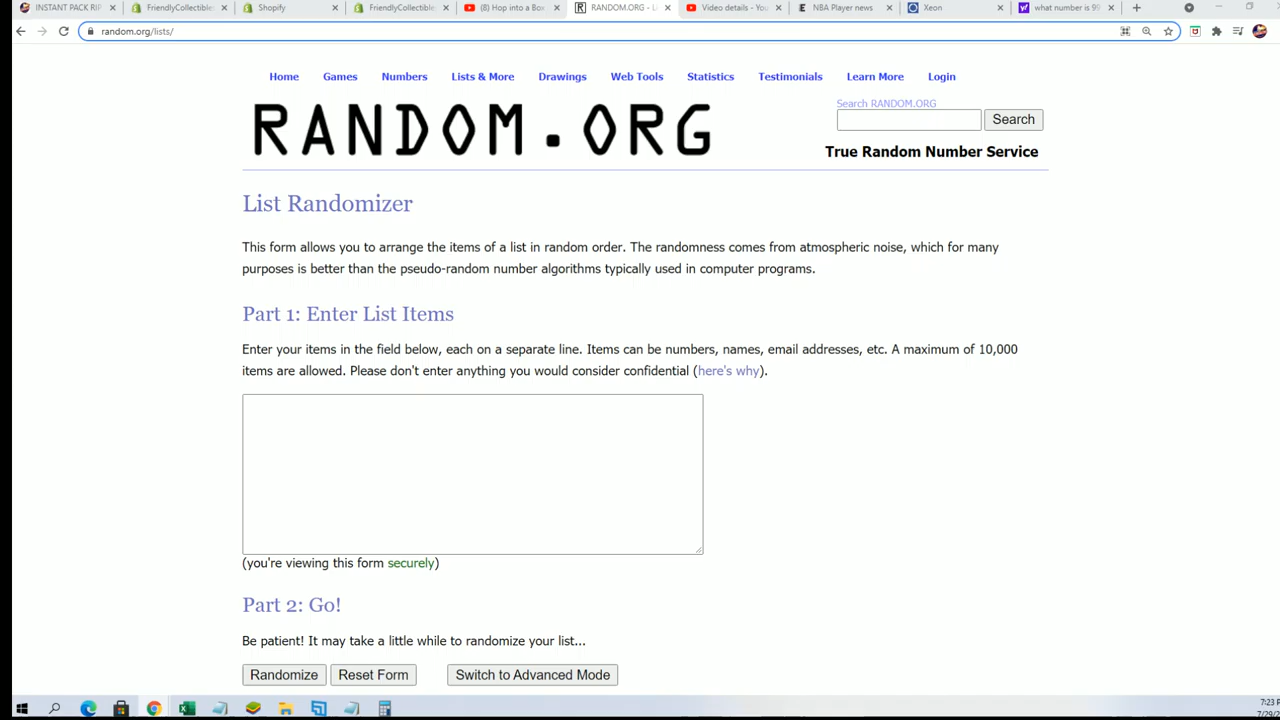 INSTANT PACK RIP
FriendlyCollectibles
Shopify
FriendlyCollectible
(8) Hop into a Box
RANDOM.ORG - Li
Video details - You
NBA Player news
Xeon
what number is 99
random.org/lists/
Home Games Numbers Lists & More Drawings Web Tools Statistics Testimonials Learn More Login
RANDOM.ORG
Search RANDOM.ORG
Search
True Random Number Service
List Randomizer
This form allows you to arrange the items of a list in random order. The randomness comes from atmospheric noise, which for many
purposes is better than the pseudo-random number algorithms typically used in computer programs.
Part 1: Enter List Items
Enter your items in the field below, each on a separate line. Items can be numbers, names, email addresses, etc. A maximum of 10,000
items are allowed. Please don't enter anything you would consider confidential (here's why).
(you're viewing this form securely)
Part 2: Go!
Be patient! It may take a little while to randomize your list...
Randomize Reset Form Switch to Advanced Mode
7:23 P